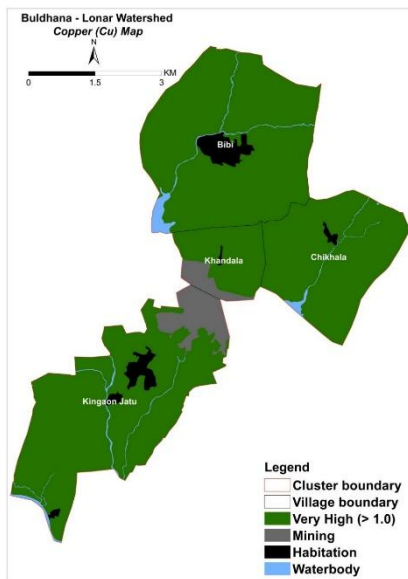 Buldhana - Lonar Watershed
Copper (Cu) Map
N
KM
0 1.5 3
Bibi
Khandala
Chikhala
Kingaon Jatu
Legend
Cluster boundary
Village boundary
Very High (> 1.0)
Mining
Habitation
Waterbody